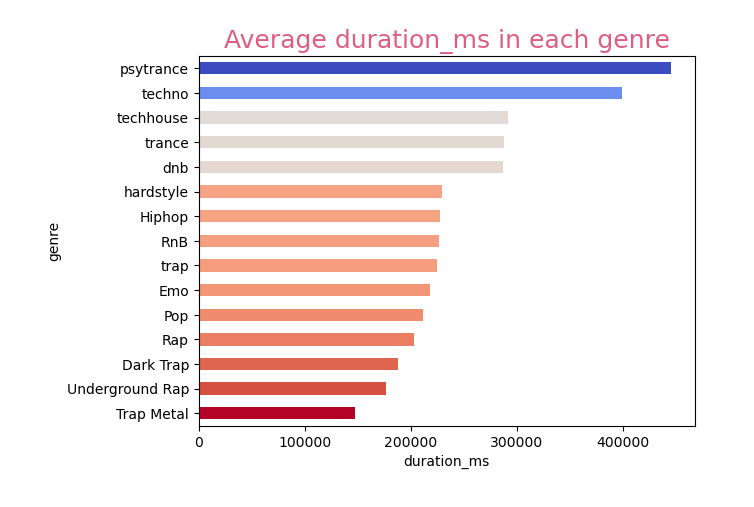 Average duration_ms in each genre
psytrance
techno
techhouse
trance
dnb
hardstyle
Hiphop
RnB
trap
Emo
Pop
Rap
Dark Trap
Underground Rap
Trap Metal
genre
0 100000 200000 300000 400000
duration_ms